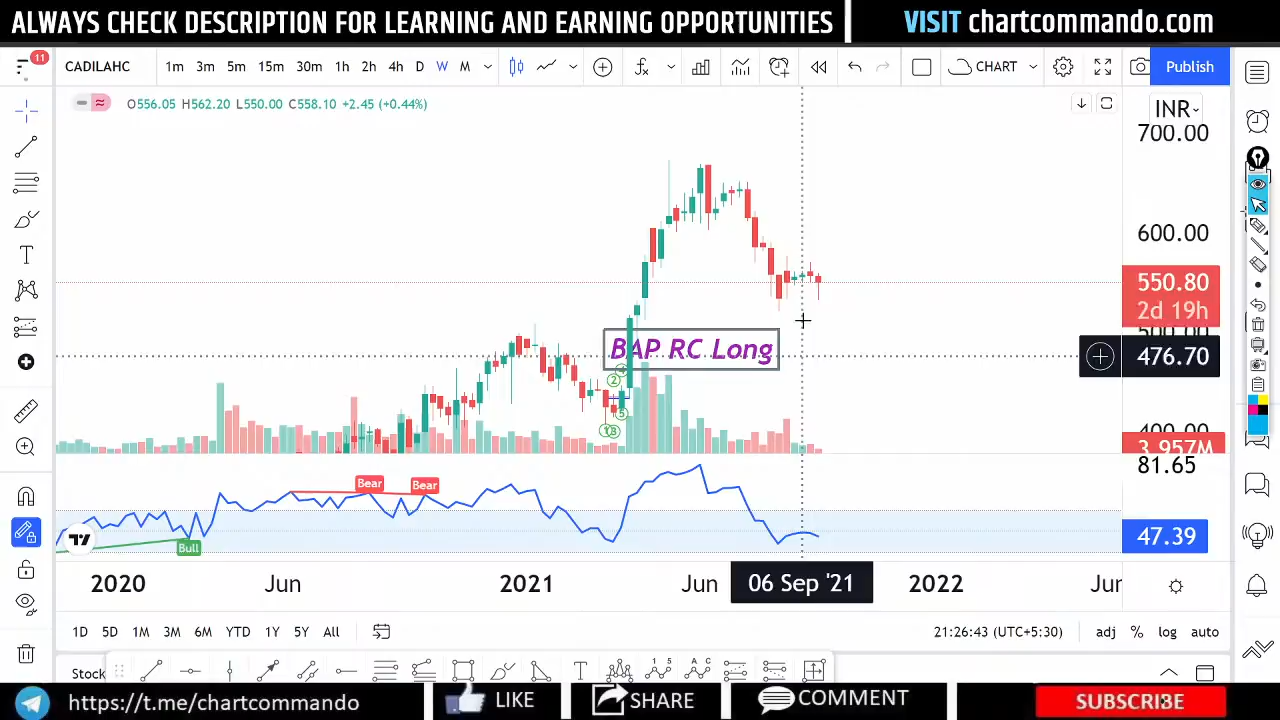 ALWAYS CHECK DESCRIPTION FOR LEARNING AND EARNING OPPORTUNITIES
VISIT chartcommando.com
11
CADILAHC
1m 3m 5m 15m 30m 1h 2h 4h D W M
CHART
Publish
O556.05 H562.20 L550.00 C558.10 +2.45 (+0.44%)
INR
700.00
600.00
550.80
2d 19h
500.00
476.70
400.00
3.957M
BAP RC Long
81.65
47.39
Bear
Bear
Bull
2020 Jun 2021 Jun 06 Sep '21 2022 Jun
1D 5D 1M 3M 6M YTD 1Y 5Y All
21:26:43 (UTC+5:30) adj % log auto
Stock
https://t.me/chartcommando
LIKE
SHARE
COMMENT
SUBSCRIBE